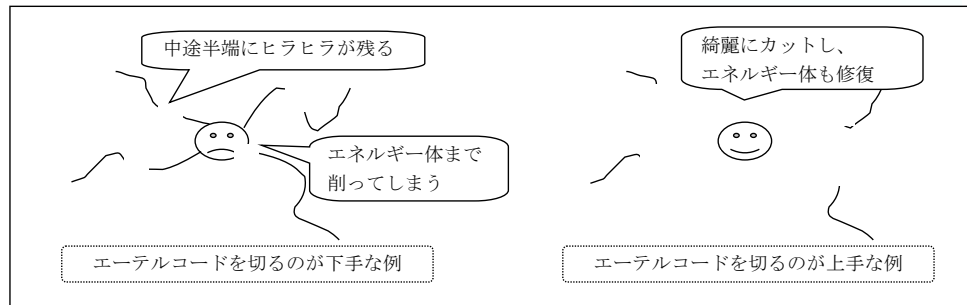 中途半端にヒラヒラが残る
綺麗にカットし、
エネルギー体も修復
エネルギー体まで
削ってしまう
エーテルコードを切るのが下手な例
エーテルコードを切るのが上手な例